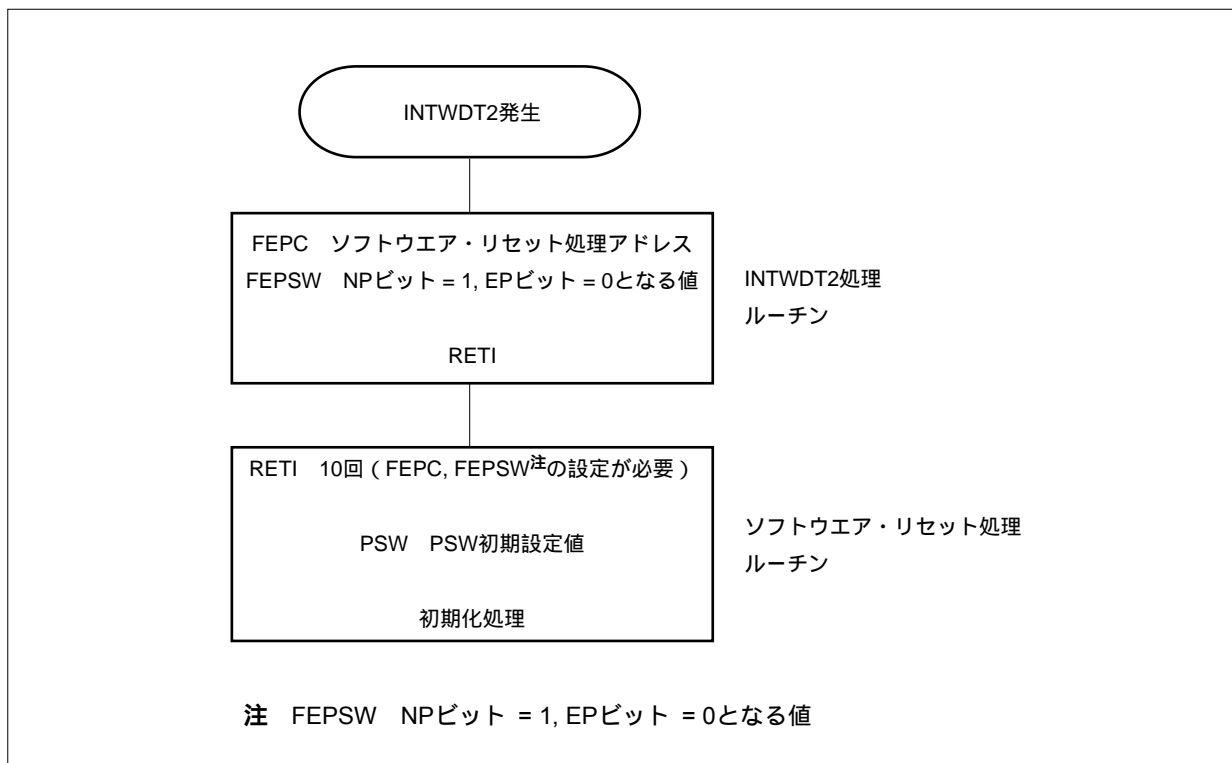 INTWDT2発生
FEPC　ソフトウエア・リセット処理アドレス
FEPSW　NPビット = 1, EPビット = 0となる値
RETI
INTWDT2処理
ルーチン
RETI　10回（FEPC, FEPSW注の設定が必要）
PSW　PSW初期設定値
初期化処理
ソフトウエア・リセット処理
ルーチン
注　FEPSW　NPビット = 1, EPビット = 0となる値